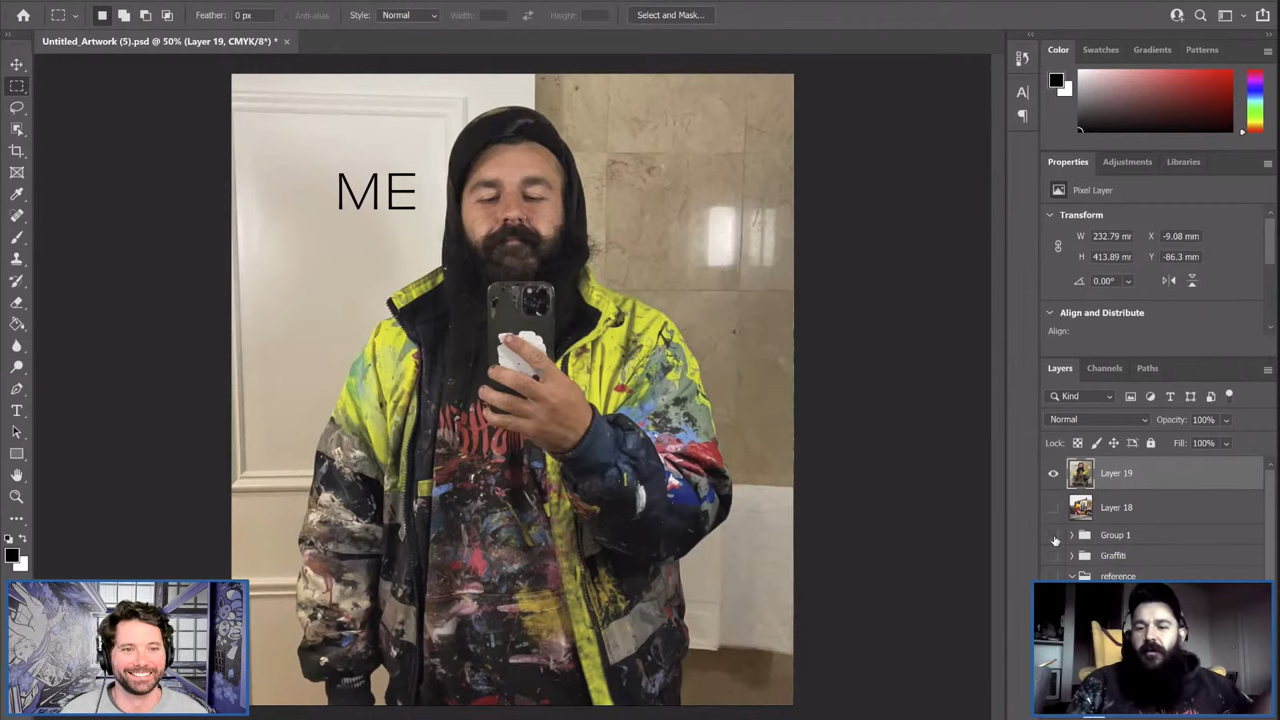 Feather: 0 px Anti-alias Style: Normal Width: Height: Select and Mask...
Untitled_Artwork (5).psd @ 50% (Layer 19, CMYK/8*) * ×
Color Swatches Gradients Patterns
Properties Adjustments Libraries
Pixel Layer
Transform
W 232.79 mr X -9.08 mm
H 413.89 mr Y -86.3 mm
0.00°
Align and Distribute
Align:
Layers Channels Paths
Kind
Normal Opacity: 100%
Lock: Fill: 100%
Layer 19
Layer 18
Group 1
Graffiti
reference
ME